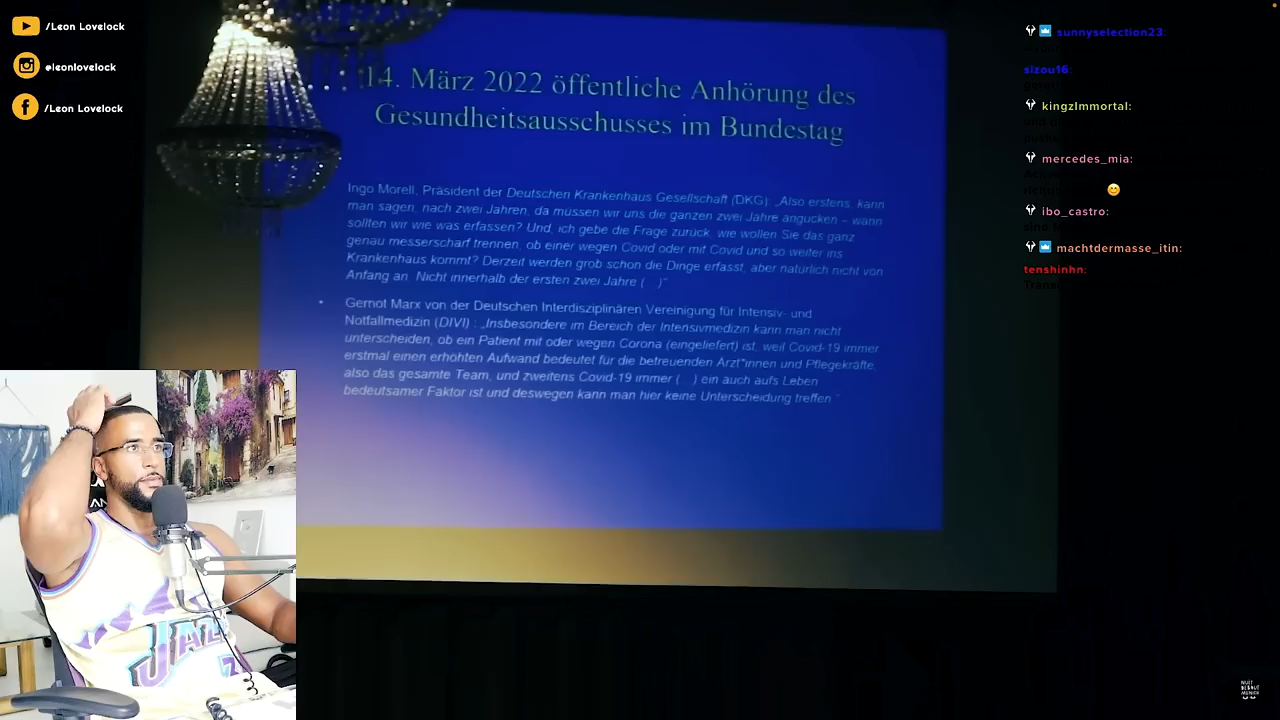 /Leon Lovelock
@leonlovelock
/Leon Lovelock
14. März 2022 öffentliche Anhörung des
Gesundheitsausschusses im Bundestag
Ingo Morell, Präsident der Deutschen Krankenhaus Gesellschaft (DKG): „Also erstens, kann
man sagen, nach zwei Jahren, da müssen wir uns die ganzen zwei Jahre angucken – wann
sollten wir wie was erfassen? Und, ich gebe die Frage zurück, wie wollen Sie das ganz
genau messerscharf trennen, ob einer wegen Covid oder mit Covid und so weiter ins
Krankenhaus kommt? Derzeit werden grob schon die Dinge erfasst, aber natürlich nicht von
Anfang an. Nicht innerhalb der ersten zwei Jahre (...)“
• Gernot Marx von der Deutschen Interdisziplinären Vereinigung für Intensiv- und
Notfallmedizin (DIVI) : „Insbesondere im Bereich der Intensivmedizin kann man nicht
unterscheiden, ob ein Patient mit oder wegen Corona (eingeliefert) ist, weil Covid-19 immer
erstmal einen erhöhten Aufwand bedeutet für die betreuenden Ärzt*innen und Pflegekräfte,
also das gesamte Team, und zweitens Covid-19 immer (...) ein auch aufs Leben
bedeutsamer Faktor ist und deswegen kann man hier keine Unterscheidung treffen.“
sunnyselection23:
sizou16:
kingzImmortal:
mercedes_mia:
ibo_castro:
machtdermasse_itin:
tenshinhn:
JAZZ
NUIT
DEBOUT
MUNICH